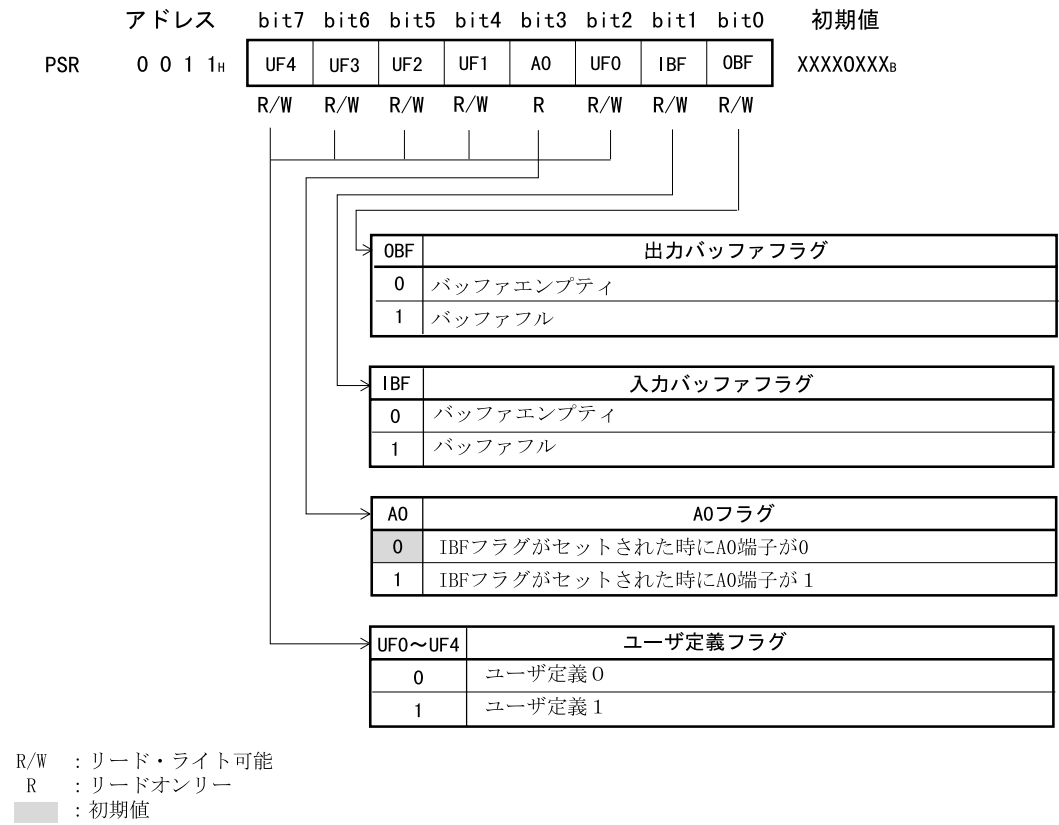 アドレス bit7 bit6 bit5 bit4 bit3 bit2 bit1 bit0 初期値
PSR 0 0 1 1H UF4 UF3 UF2 UF1 A0 UF0 IBF OBF XXXX0XXXB
R/W R/W R/W R/W R R/W R/W R/W
OBF 出力バッファフラグ
0 バッファエンプティ
1 バッファフル
IBF 入力バッファフラグ
0 バッファエンプティ
1 バッファフル
A0 A0フラグ
0 IBFフラグがセットされた時にA0端子が0
1 IBFフラグがセットされた時にA0端子が１
UF0～UF4 ユーザ定義フラグ
0 ユーザ定義０
1 ユーザ定義１
R/W ：リード・ライト可能
R ：リードオンリー
：初期値